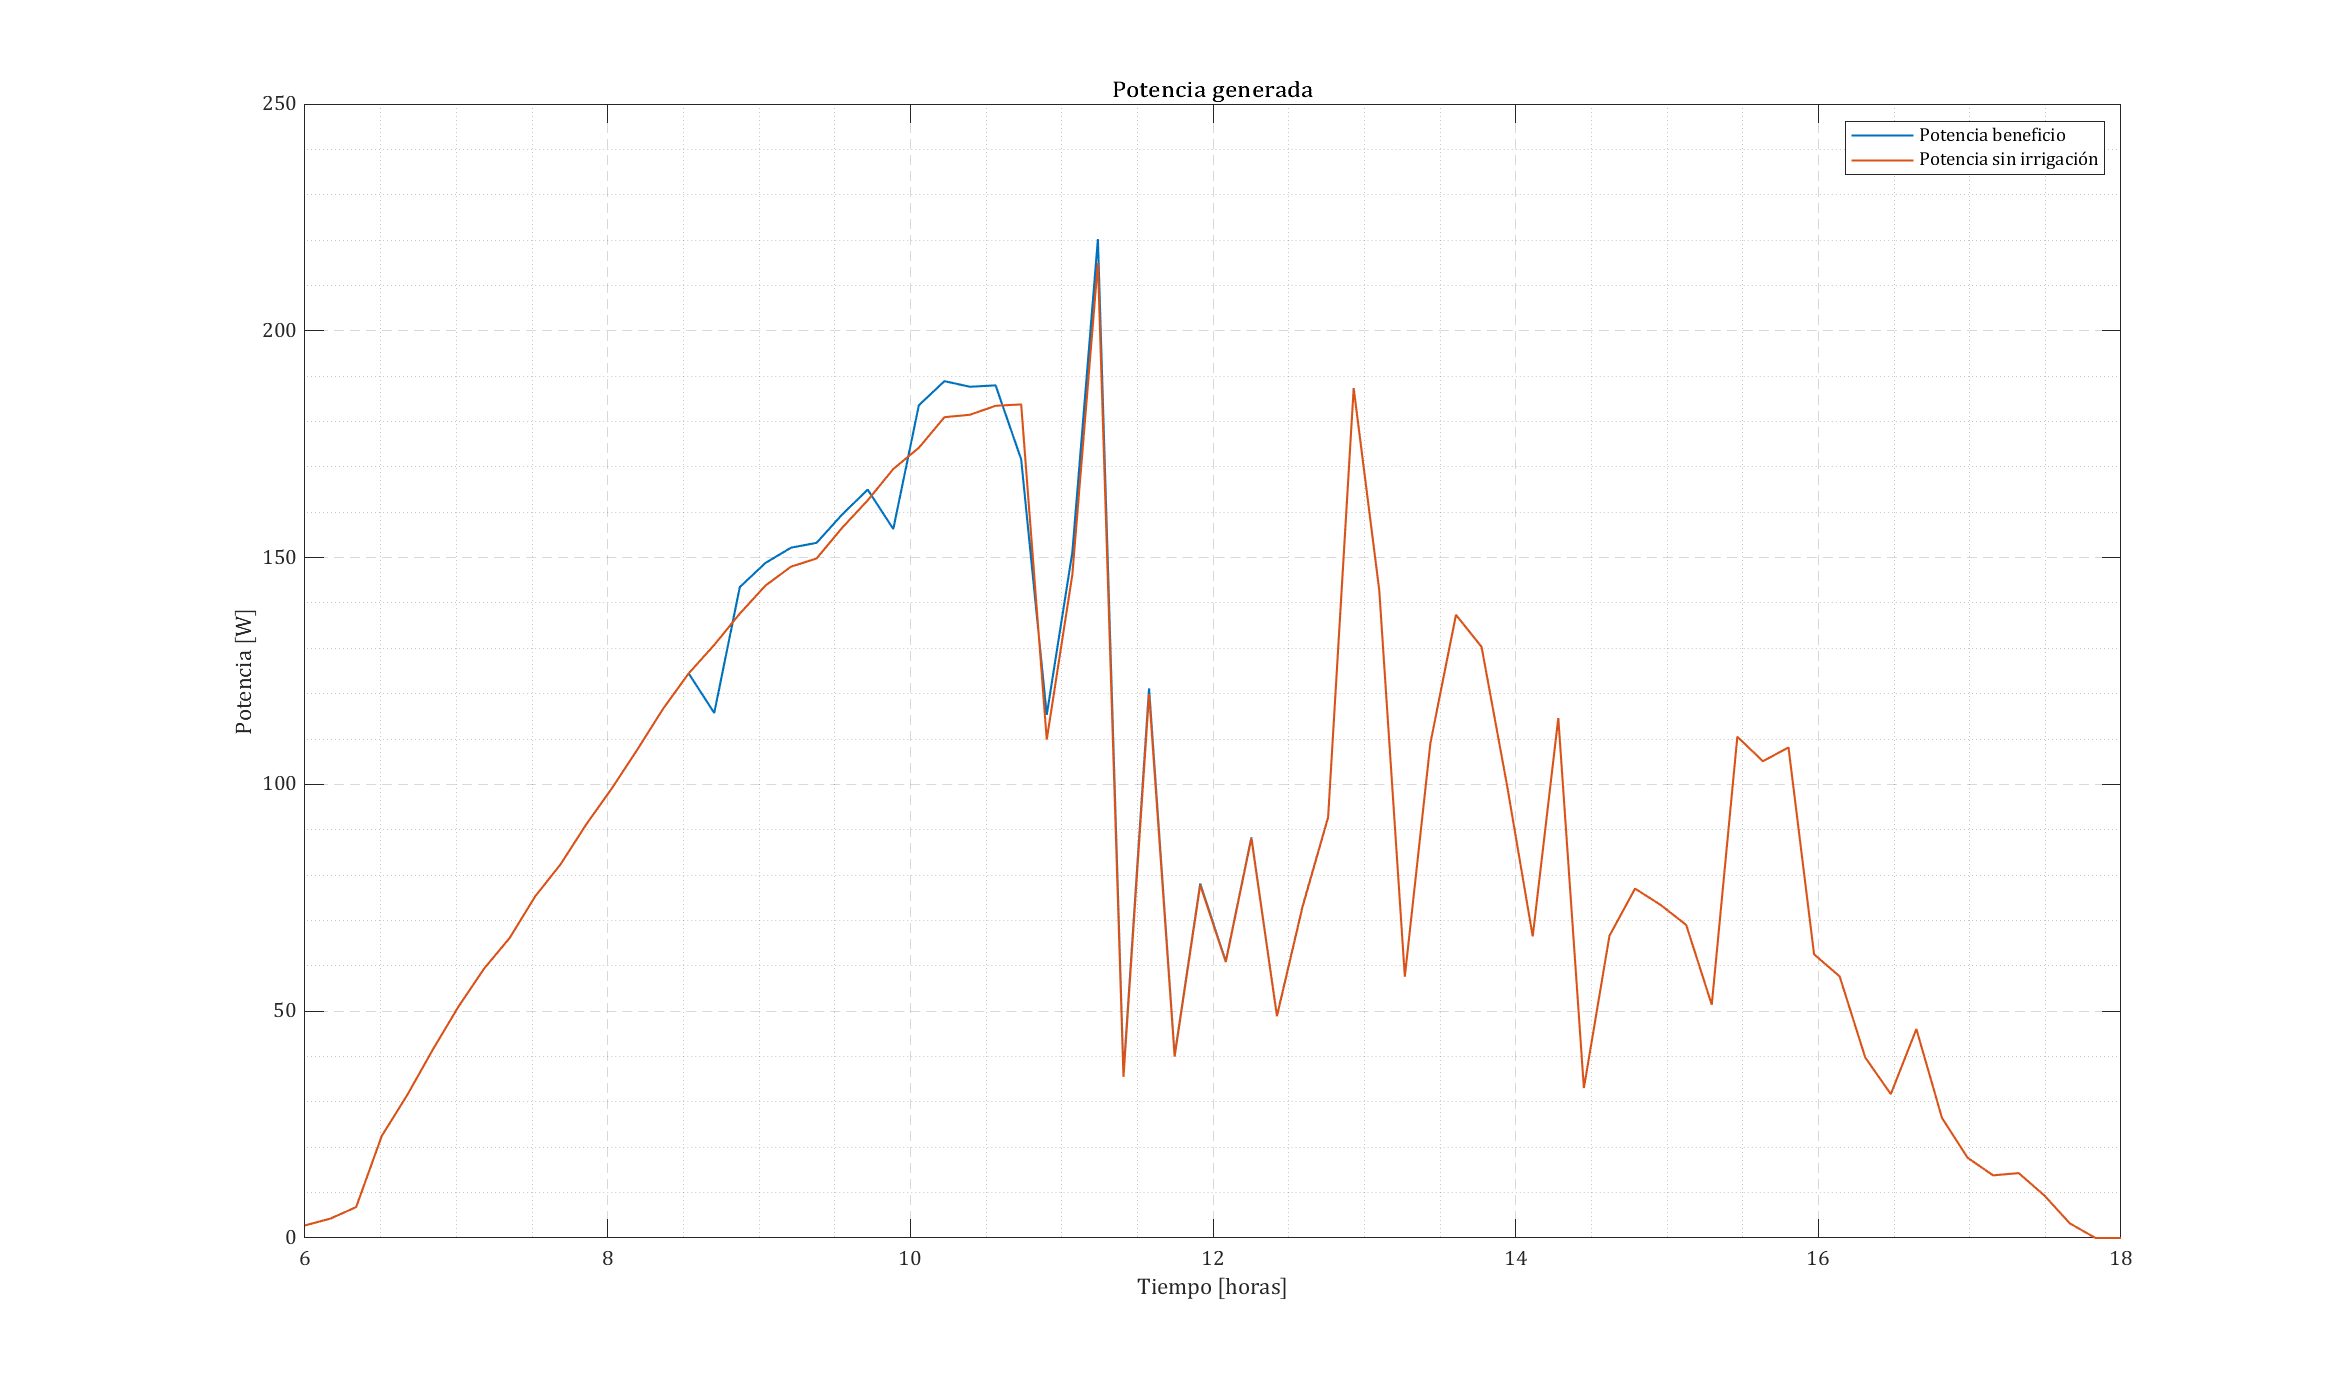 Potencia generada
250
200
150
100
50
0
Potencia [W]
Potencia beneficio
Potencia sin irrigación
6 8 10 12 14 16 18
Tiempo [horas]